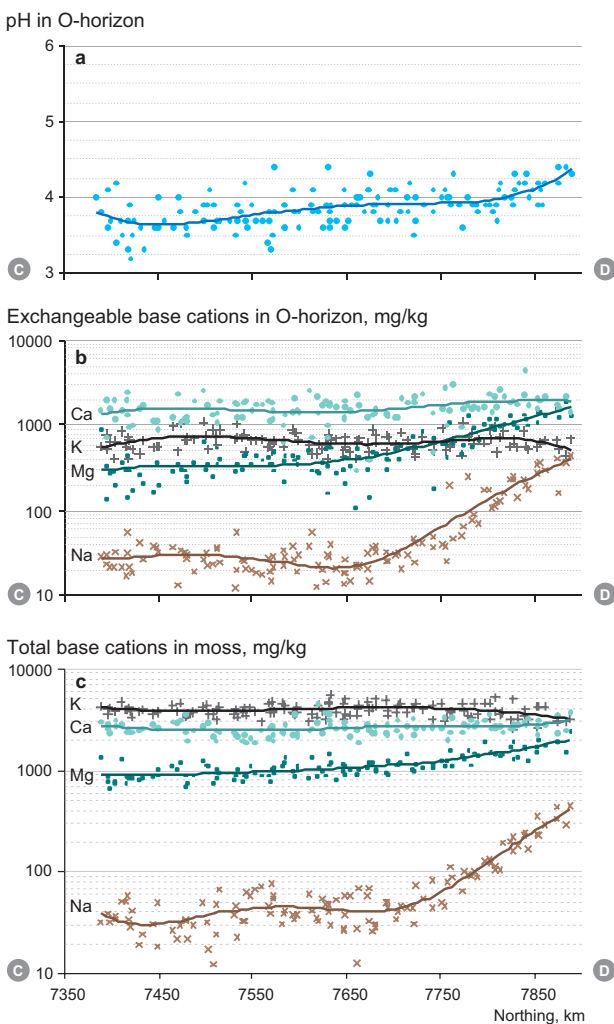 pH in O-horizon
6
a
5
4
C 3 D
Exchangeable base cations in O-horizon, mg/kg
10000
b
Ca
1000
K
Mg
100
Na
C 10 D
Total base cations in moss, mg/kg
10000
c
K
Ca
1000
Mg
100
Na
C 10 D
7350 7450 7550 7650 7750 7850
Northing, km